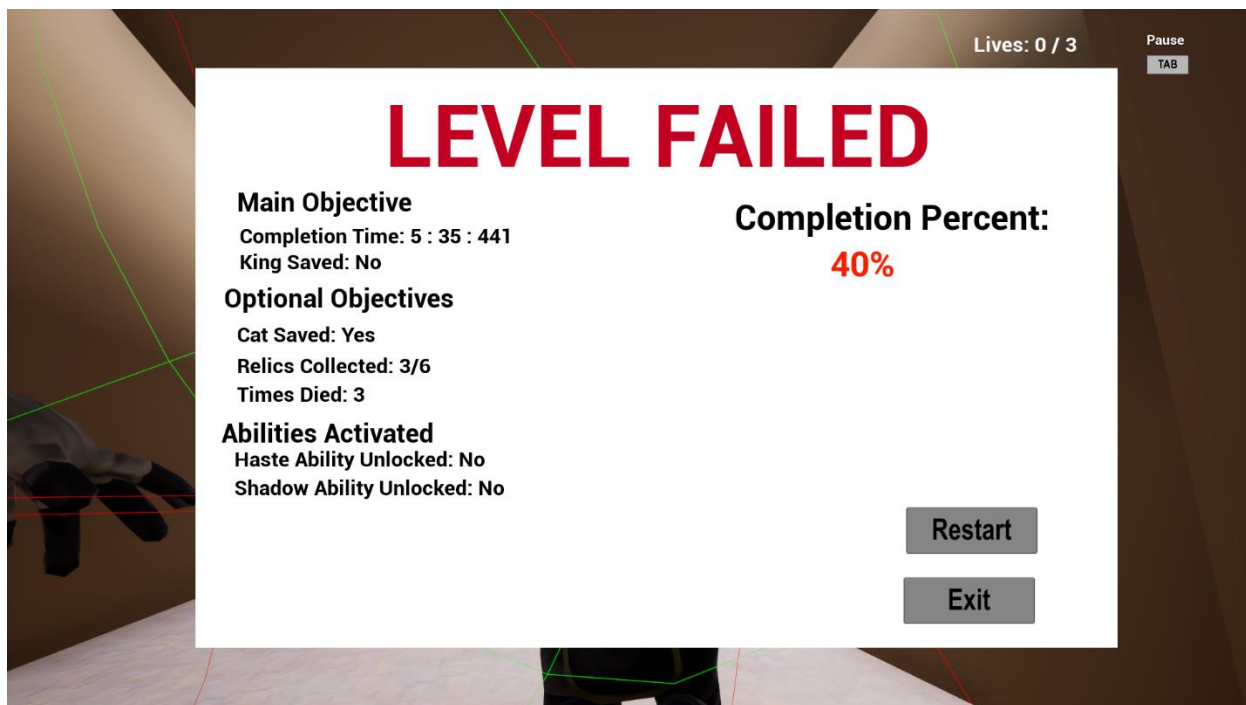 Lives: 0 / 3
Pause
TAB
LEVEL FAILED
Main Objective
Completion Time: 5 : 35 : 441
King Saved: No
Optional Objectives
Cat Saved: Yes
Relics Collected: 3/6
Times Died: 3
Abilities Activated
Haste Ability Unlocked: No
Shadow Ability Unlocked: No
Completion Percent:
40%
Restart
Exit